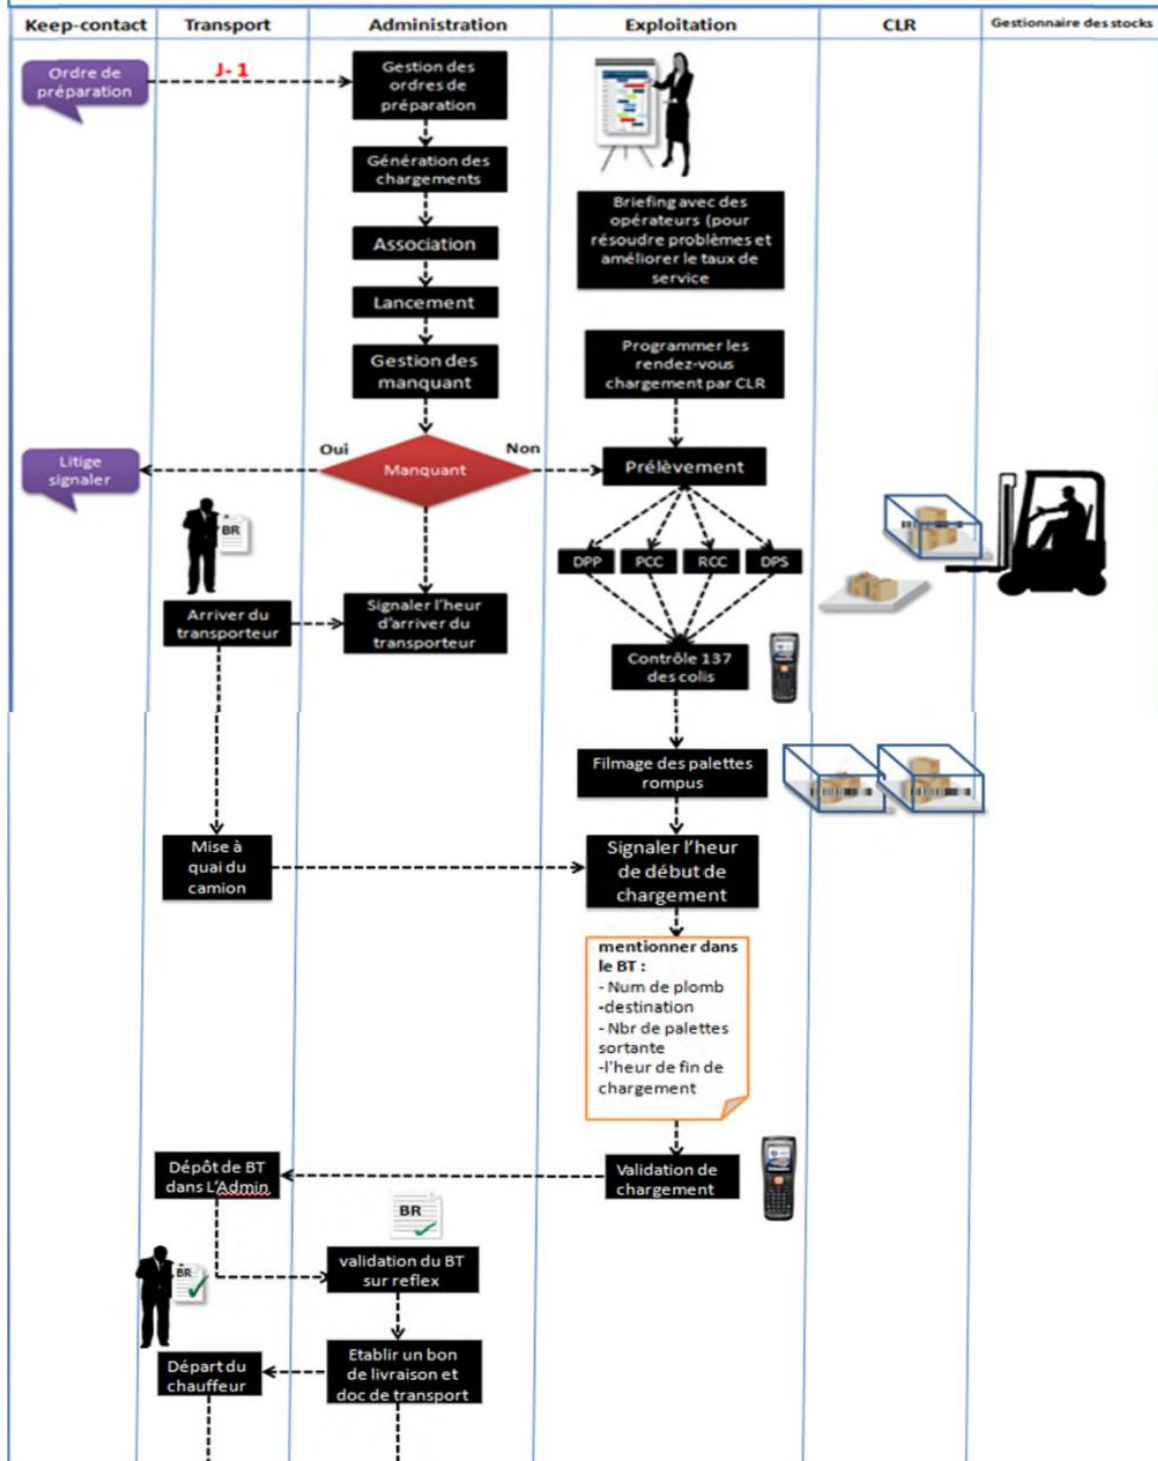 Keep-contact
Transport
Administration
Exploitation
CLR
Gestionnaire des stocks
Ordre de
préparation
J- 1
Gestion des
ordres de
préparation
Génération des
chargements
Association
Lancement
Gestion des
manquant
Briefing avec des
opérateurs (pour
résoudre problèmes et
améliorer le taux de
service
Programmer les
rendez-vous
chargement par CLR
Oui
Manquant
Non
Litige
signaler
Prélèvement
BR
DPP
PCC
RCC
DPS
Arriver du
transporteur
Signaler l'heur
d'arriver du
transporteur
Contrôle 137
des colis
Filmage des palettes
rompus
Mise à
quai du
camion
Signaler l'heur
de début de
chargement
mentionner dans
le BT :
- Num de plomb
-destination
- Nbr de palettes
sortante
-l'heur de fin de
chargement
Dépôt de BT
dans L'Admin
Validation de
chargement
BR
validation du BT
sur reflex
BR
Départ du
chauffeur
Etablir un bon
de livraison et
doc de transport